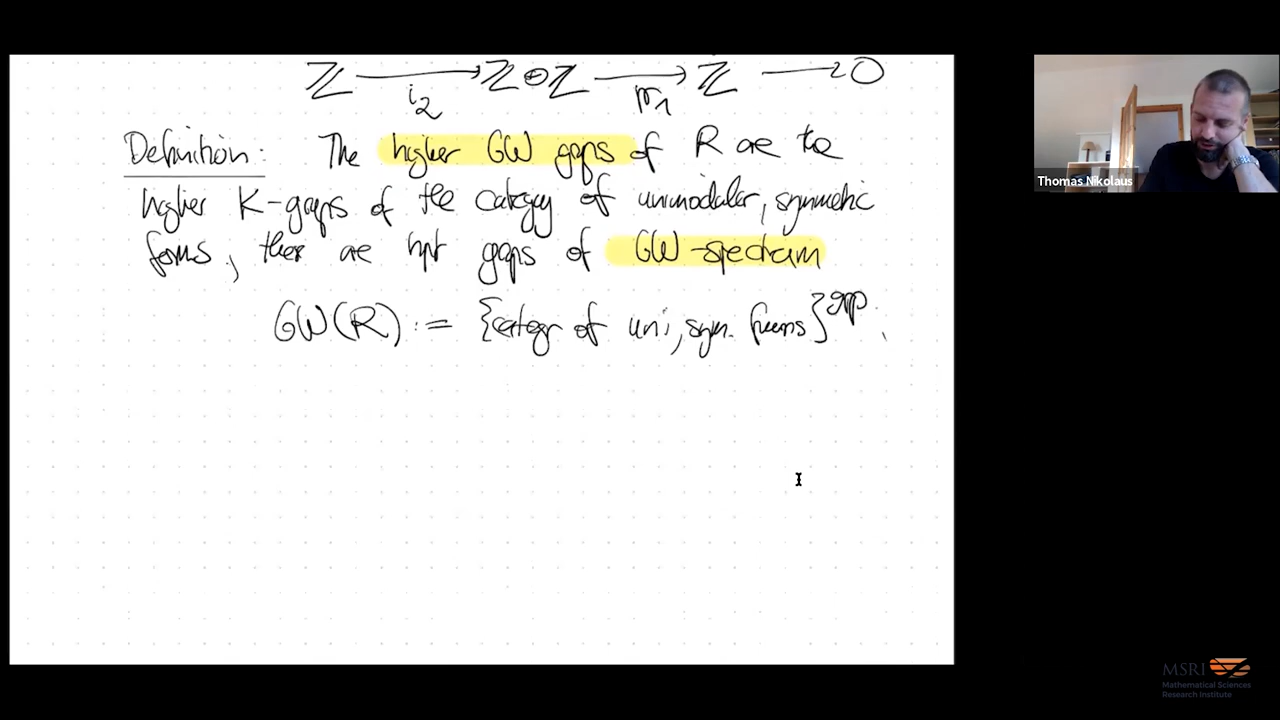 ℤ ⟶ ℤ⊕ℤ ⟶ ℤ ⟶ 0
i₂ pr₁
Definition: The higher GW gps of R are the
higher K-groups of the category of unimodular, symmetric
forms, these are hpt groups of GW-spectrum
GW(R) := {categ of uni, sym. forms}^gp.
Thomas Nikolaus
MSRI
Mathematical Sciences
Research Institute